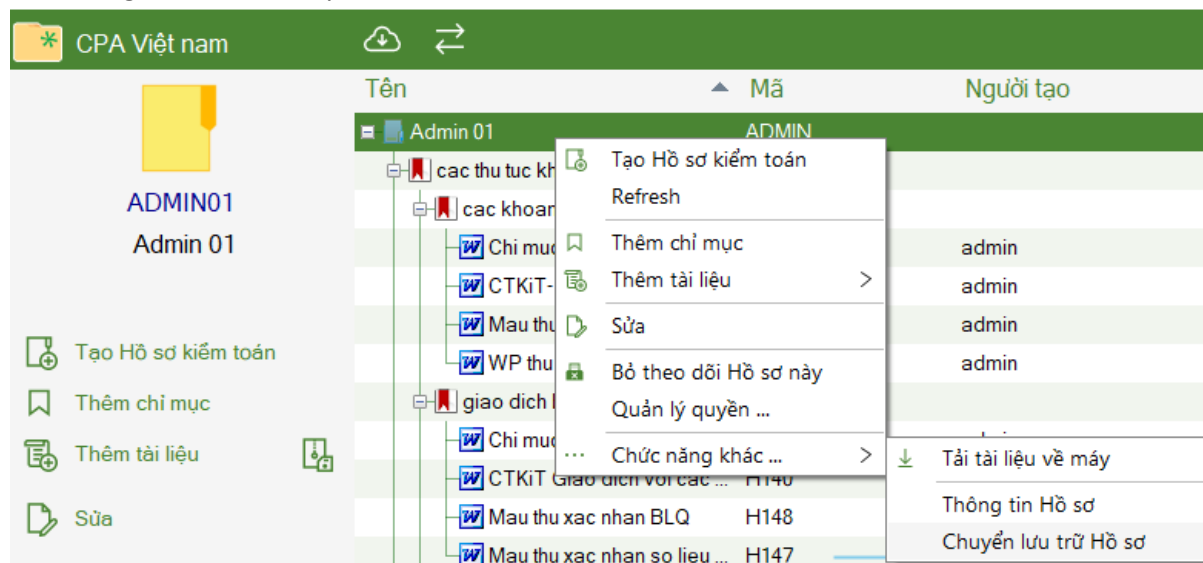 CPA Việt nam
Tên Mã Người tạo
Admin 01 ADMIN
cac thu tuc kh
cac khoan
Chi muc admin
CTKiT- admin
Mau thu admin
WP thu admin
giao dich l
Chi muc
CTKiT Giao dich voi cac ... H140
Mau thu xac nhan BLQ H148
Mau thu xac nhan so lieu ... H147
ADMIN01
Admin 01
Tạo Hồ sơ kiểm toán
Thêm chỉ mục
Thêm tài liệu
Sửa
Tạo Hồ sơ kiểm toán
Refresh
Thêm chỉ mục
Thêm tài liệu
Sửa
Bỏ theo dõi Hồ sơ này
Quản lý quyền ...
Chức năng khác ...
Tải tài liệu về máy
Thông tin Hồ sơ
Chuyển lưu trữ Hồ sơ